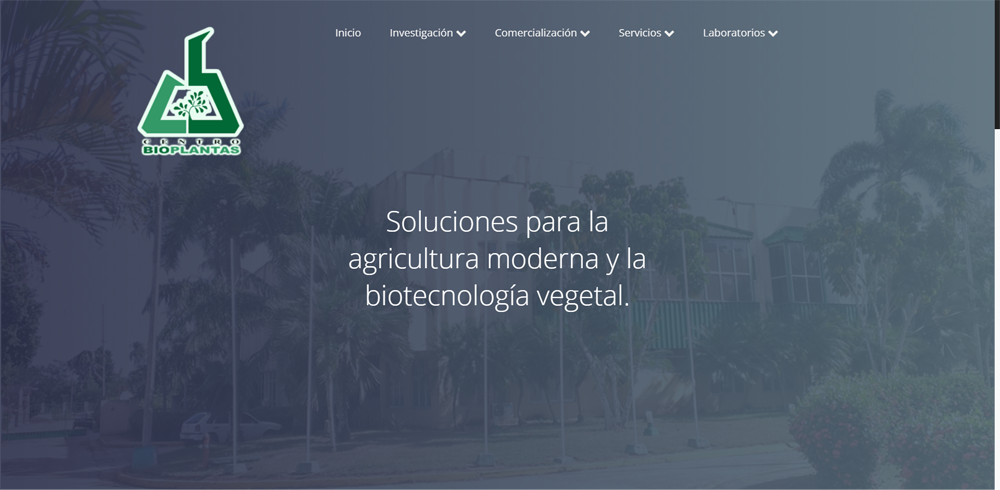 Inicio
Investigación
Comercialización
Servicios
Laboratorios
CENTRO
BIOPLANTAS
Soluciones para la
agricultura moderna y la
biotecnología vegetal.